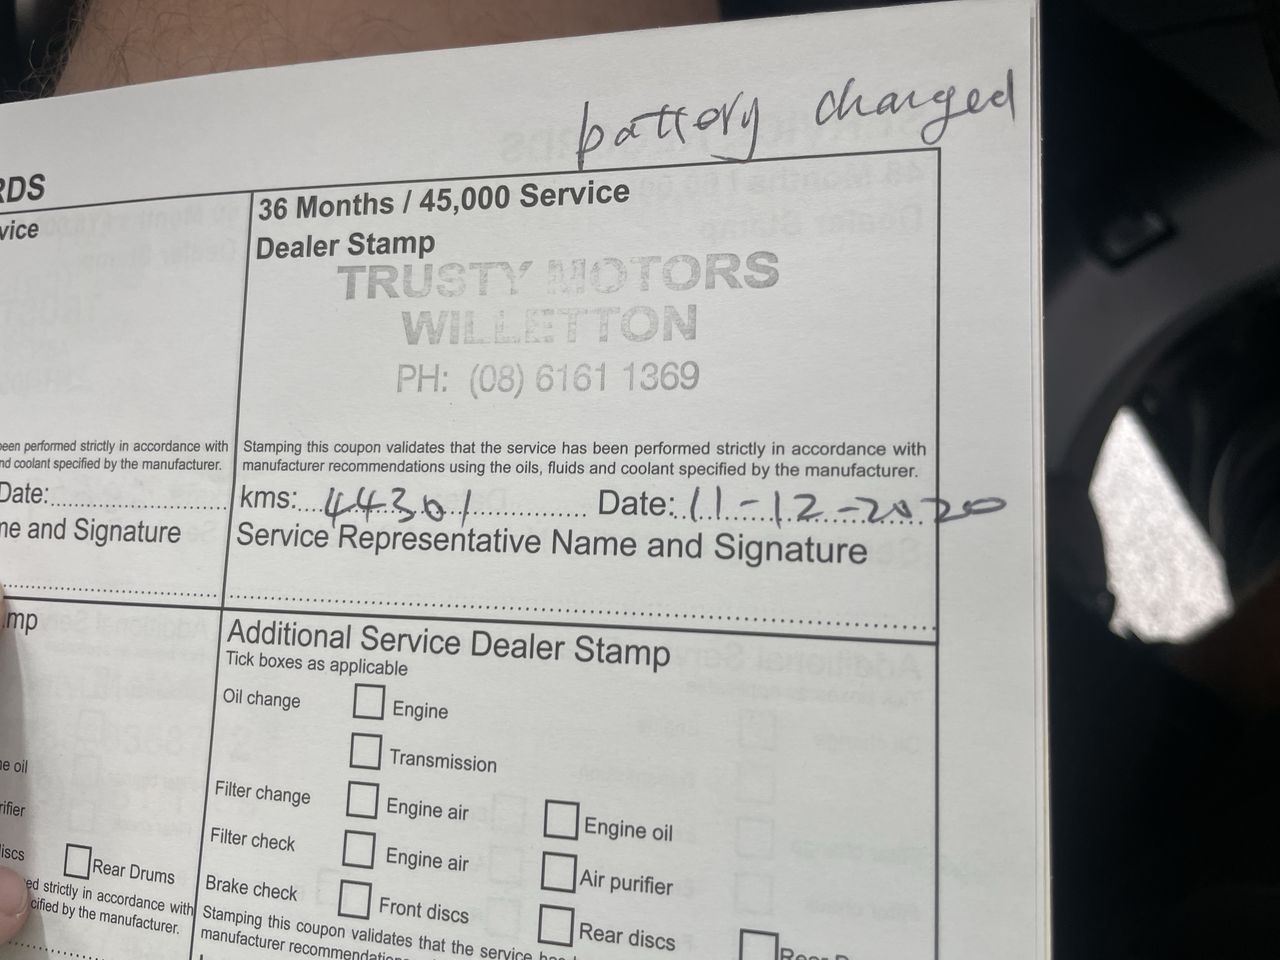 battory charged
RDS
vice
36 Months / 45,000 Service
Dealer Stamp
TRUSTY MOTORS
WILLETTON
PH: (08) 6161 1369
been performed strictly in accordance with
nd coolant specified by the manufacturer.
Stamping this coupon validates that the service has been performed strictly in accordance with
manufacturer recommendations using the oils, fluids and coolant specified by the manufacturer.
Date:
kms: 44301 Date: 11-12-2020
ne and Signature
Service Representative Name and Signature
mp
Additional Service Dealer Stamp
Tick boxes as applicable
Oil change Engine
Transmission
ne oil
Filter change Engine air Engine oil
rifier
Filter check Engine air Air purifier
iscs Rear Drums
Brake check Front discs Rear discs
ed strictly in accordance with
cified by the manufacturer.
Stamping this coupon validates that the service
manufacturer